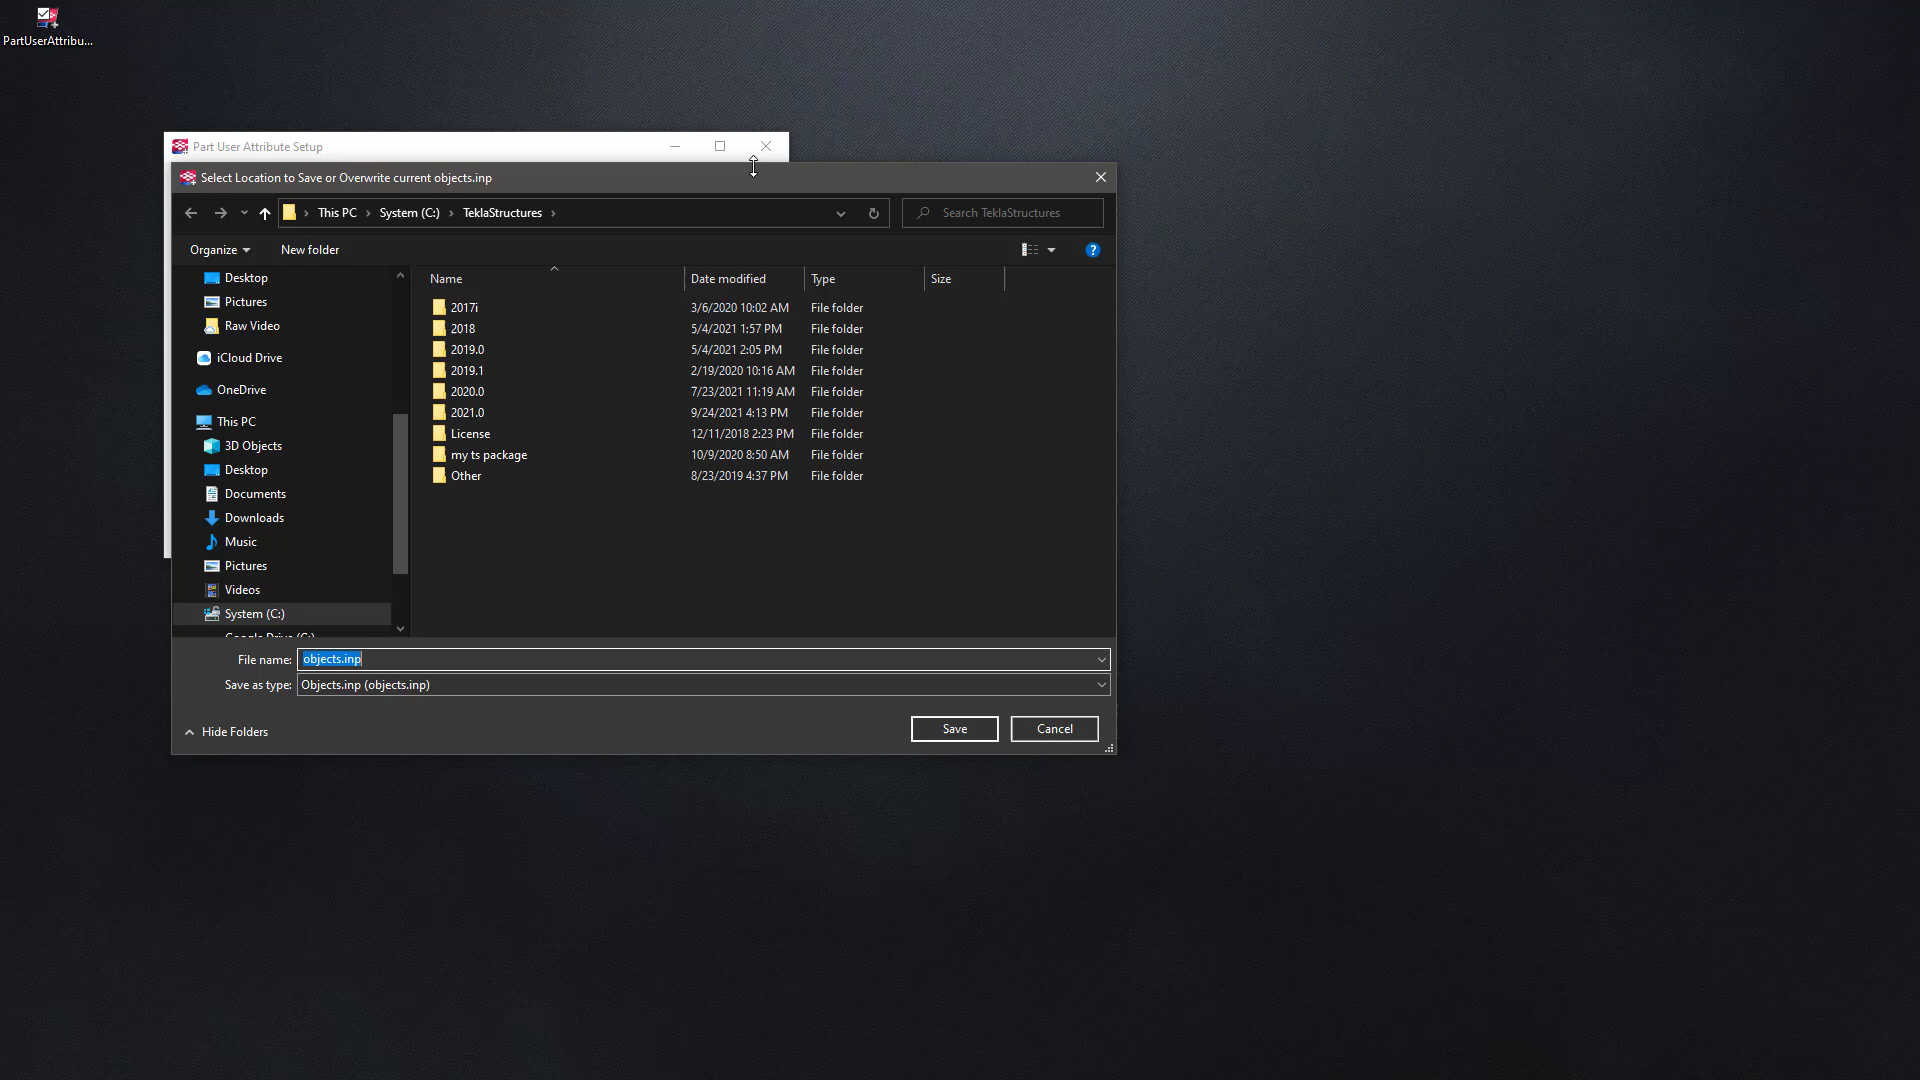 PartUserAttribu...
Part User Attribute Setup
Select Location to Save or Overwrite current objects.inp
This PC › System (C:) › TeklaStructures ›
Search TeklaStructures
Organize
New folder
?
Desktop
Pictures
Raw Video
iCloud Drive
OneDrive
This PC
3D Objects
Desktop
Documents
Downloads
Music
Pictures
Videos
System (C:)
Google Drive (G:)
Name Date modified Type Size
2017i 3/6/2020 10:02 AM File folder
2018 5/4/2021 1:57 PM File folder
2019.0 5/4/2021 2:05 PM File folder
2019.1 2/19/2020 10:16 AM File folder
2020.0 7/23/2021 11:19 AM File folder
2021.0 9/24/2021 4:13 PM File folder
License 12/11/2018 2:23 PM File folder
my ts package 10/9/2020 8:50 AM File folder
Other 8/23/2019 4:37 PM File folder
File name: objects.inp
Save as type: Objects.inp (objects.inp)
Hide Folders
Save
Cancel